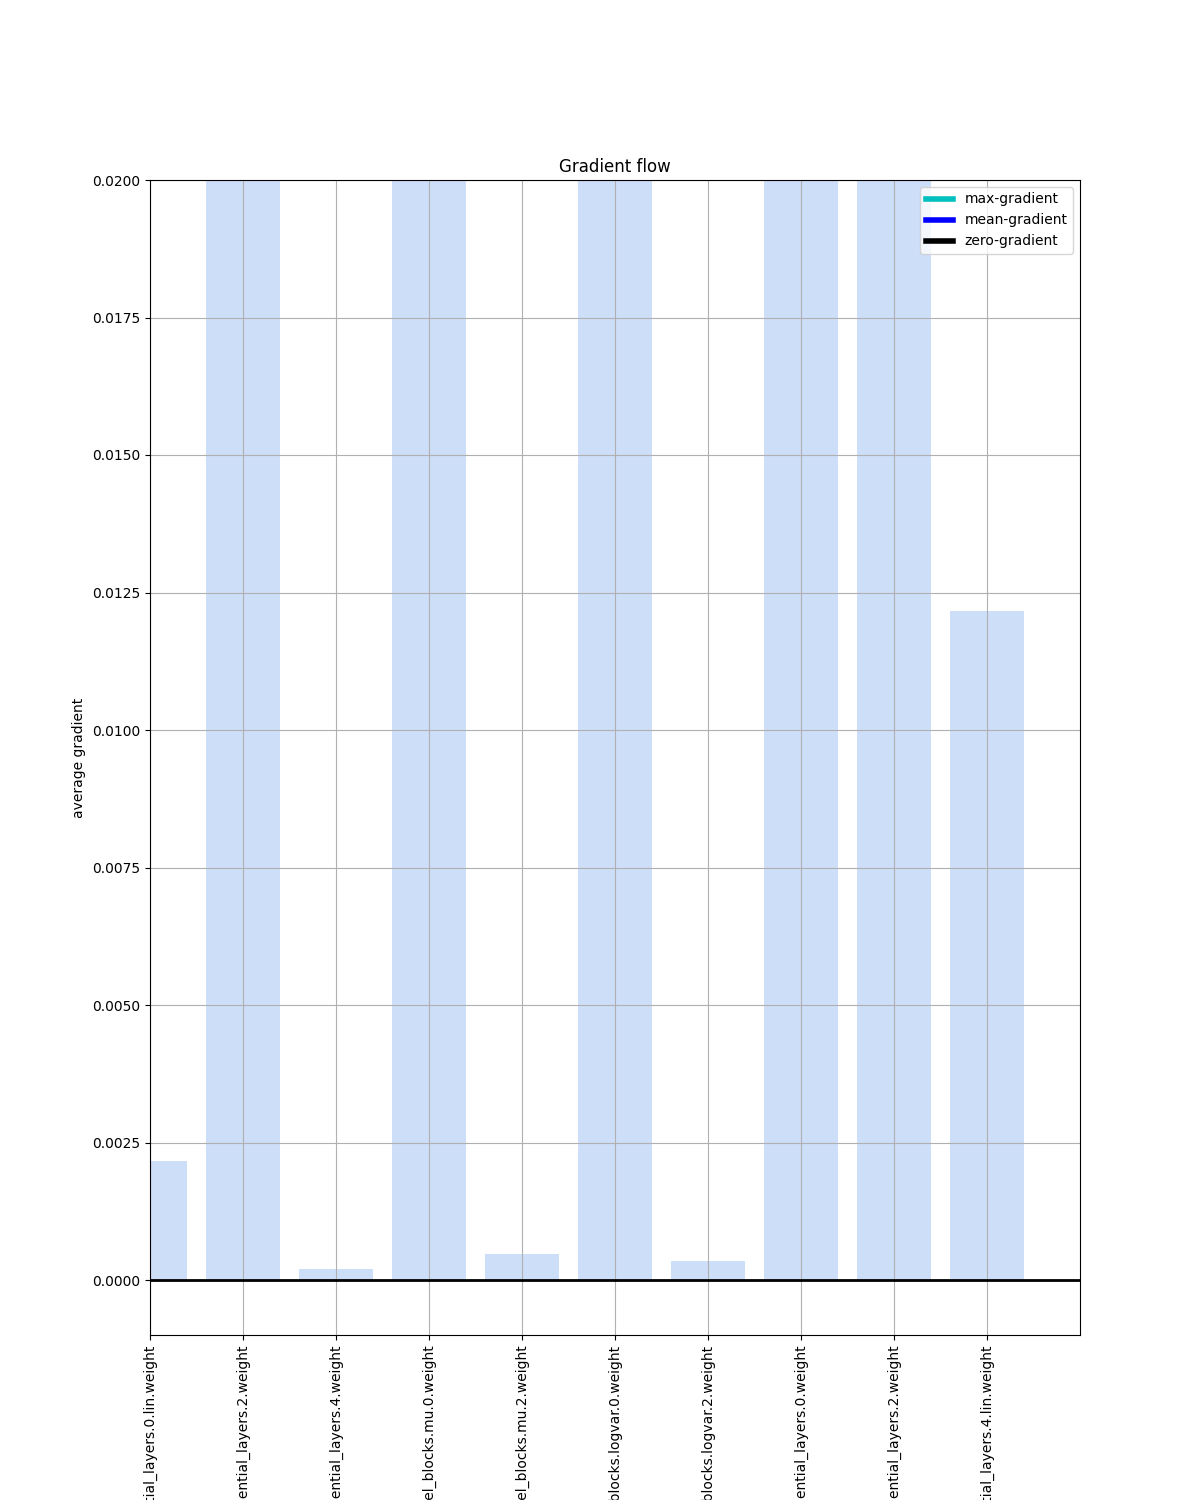 Gradient flow
max-gradient
mean-gradient
zero-gradient
0.0200
0.0175
0.0150
0.0125
0.0100
0.0075
0.0050
0.0025
0.0000
average gradient
tial_layers.0.lin.weight
ential_layers.2.weight
ential_layers.4.weight
el_blocks.mu.0.weight
el_blocks.mu.2.weight
blocks.logvar.0.weight
blocks.logvar.2.weight
ential_layers.0.weight
ential_layers.2.weight
tial_layers.4.lin.weight